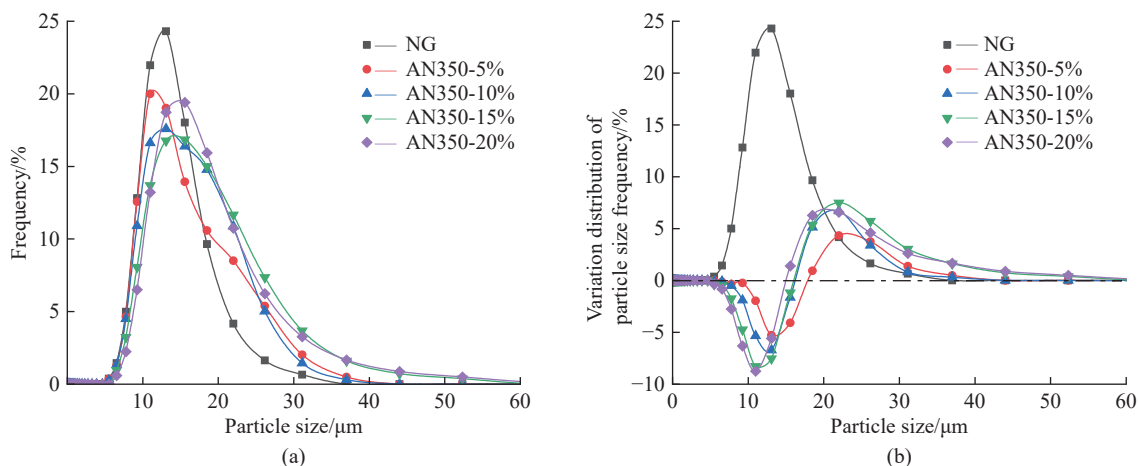 25
20
15
10
5
0
Frequency/%
10
20
30
40
50
60
Particle size/μm
(a)
NG
AN350-5%
AN350-10%
AN350-15%
AN350-20%
25
20
15
10
5
0
−5
−10
Variation distribution of
particle size frequency/%
0
10
20
30
40
50
60
Particle size/μm
(b)
NG
AN350-5%
AN350-10%
AN350-15%
AN350-20%